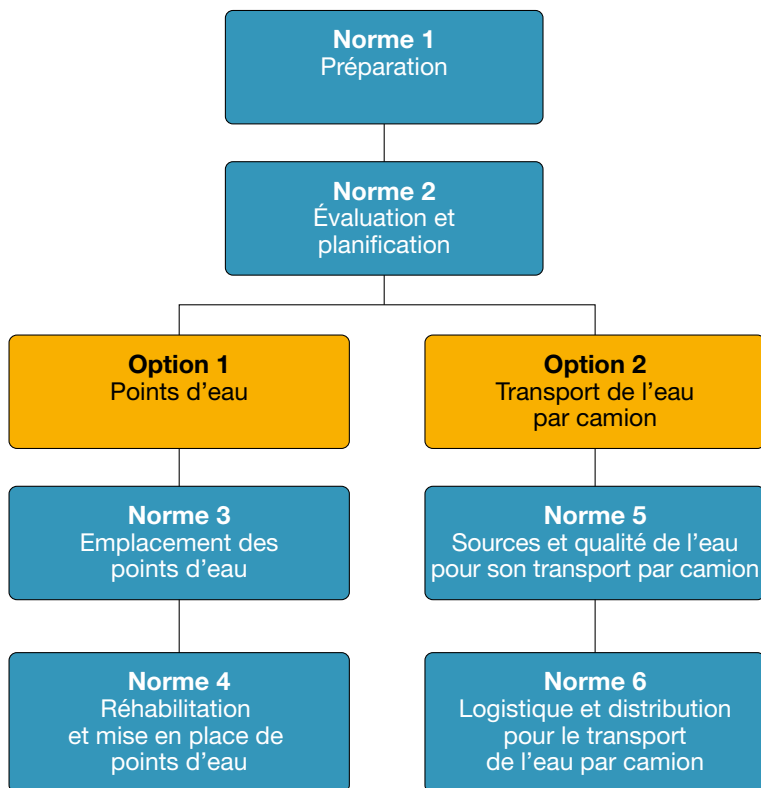 Norme 1
Préparation
Norme 2
Évaluation et
planification
Option 1
Points d'eau
Option 2
Transport de l'eau
par camion
Norme 3
Emplacement des
points d'eau
Norme 5
Sources et qualité de l'eau
pour son transport par camion
Norme 4
Réhabilitation
et mise en place de
points d'eau
Norme 6
Logistique et distribution
pour le transport
de l'eau par camion